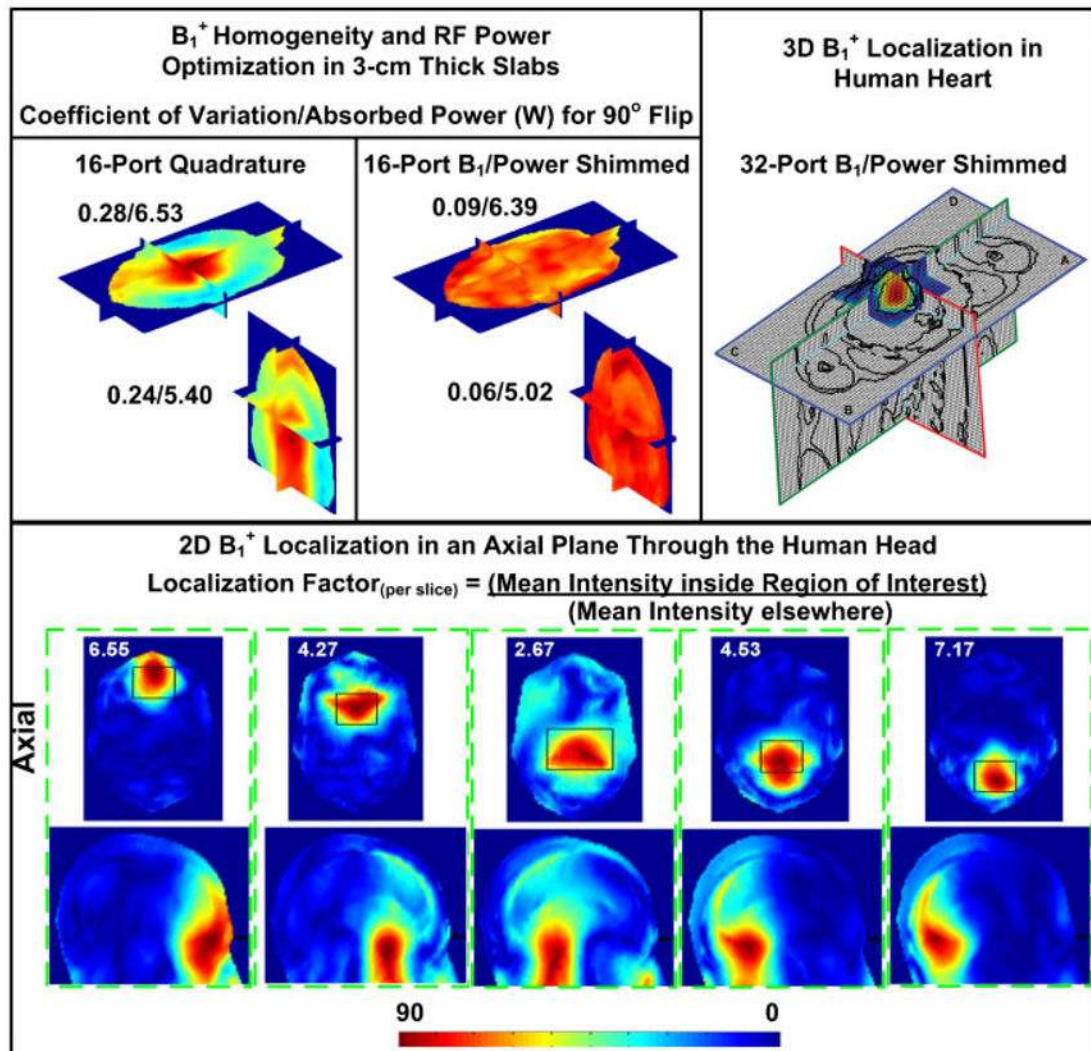 B₁⁺ Homogeneity and RF Power
Optimization in 3-cm Thick Slabs
Coefficient of Variation/Absorbed Power (W) for 90° Flip
3D B₁⁺ Localization in
Human Heart
16-Port Quadrature
16-Port B₁/Power Shimmed
32-Port B₁/Power Shimmed
0.28/6.53
0.09/6.39
0.24/5.40
0.06/5.02
D
A
C
B
2D B₁⁺ Localization in an Axial Plane Through the Human Head
Localization Factor(per slice) = (Mean Intensity inside Region of Interest)
(Mean Intensity elsewhere)
6.55
4.27
2.67
4.53
7.17
Axial
90
0